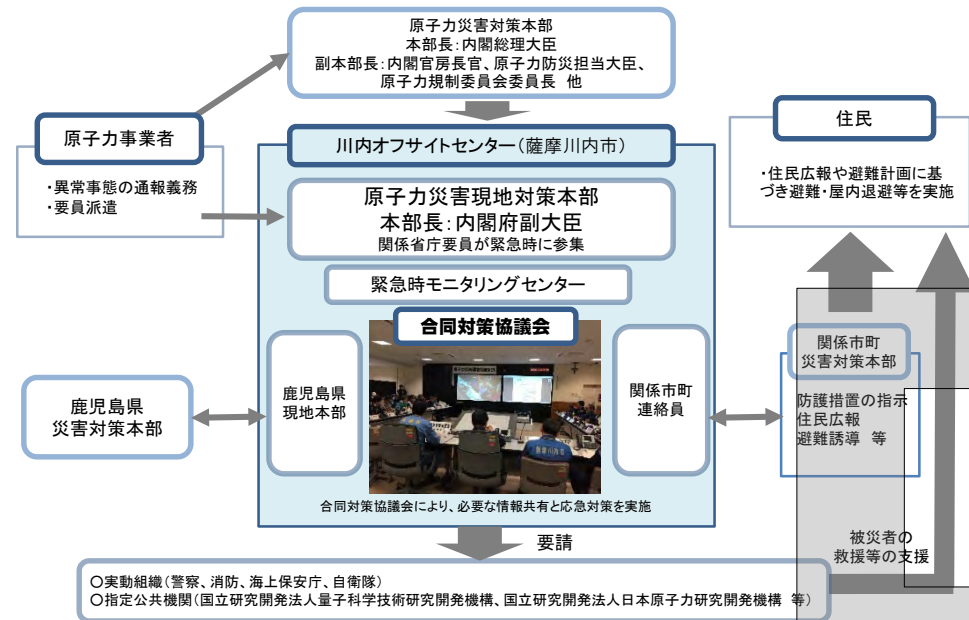 原子力災害対策本部
本部長：内閣総理大臣
副本部長：内閣官房長官、原子力防災担当大臣、
原子力規制委員会委員長 他
原子力事業者
・異常事態の通報義務
・要員派遣
川内オフサイトセンター（薩摩川内市）
原子力災害現地対策本部
本部長：内閣府副大臣
関係省庁要員が緊急時に参集
緊急時モニタリングセンター
合同対策協議会
住民
・住民広報や避難計画に基
づき避難・屋内退避等を実施
鹿児島県
災害対策本部
鹿児島県
現地本部
関係市町
連絡員
関係市町
災害対策本部
防護措置の指示
住民広報
避難誘導 等
合同対策協議会により、必要な情報共有と応急対策を実施
要請
被災者の
救援等の支援
○実動組織（警察、消防、海上保安庁、自衛隊）
○指定公共機関（国立研究開発法人量子科学技術研究開発機構、国立研究開発法人日本原子力研究開発機構 等）